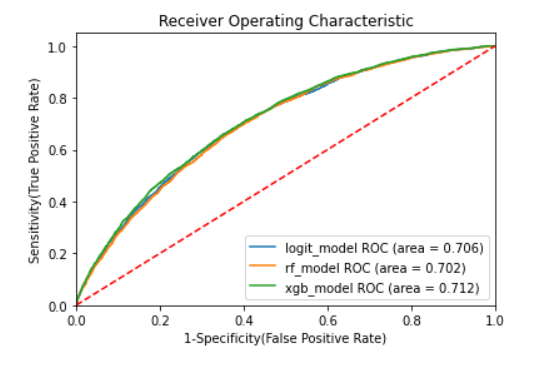 Receiver Operating Characteristic
1.0
0.8
0.6
0.4
0.2
0.0
Sensitivity(True Positive Rate)
logit_model ROC (area = 0.706)
rf_model ROC (area = 0.702)
xgb_model ROC (area = 0.712)
0.0 0.2 0.4 0.6 0.8 1.0
1-Specificity(False Positive Rate)